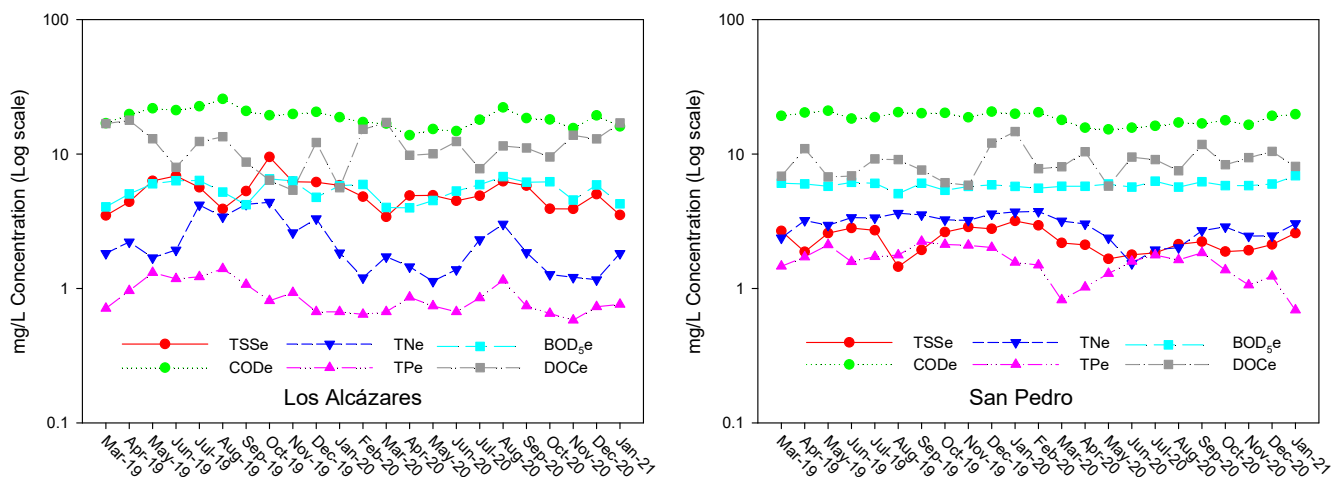 mg/L Concentration (Log scale)
100
10
1
0.1
TSSe
TNe
BOD5e
CODe
TPe
DOCe
Los Alcázares
Mar-19
Apr-19
May-19
Jun-19
Jul-19
Aug-19
Sep-19
Oct-19
Nov-19
Dec-19
Jan-19
Feb-20
Mar-20
Apr-20
May-20
Jun-20
Jul-20
Aug-20
Sep-20
Oct-20
Nov-20
Dec-20
Jan-21
mg/L Concentration (Log scale)
100
10
1
0.1
TSSe
TNe
BOD5e
CODe
TPe
DOCe
San Pedro
Mar-19
Apr-19
May-19
Jun-19
Jul-19
Aug-19
Sep-19
Oct-19
Nov-19
Dec-19
Jan-20
Feb-20
Mar-20
Apr-20
May-20
Jun-20
Jul-20
Aug-20
Sep-20
Oct-20
Nov-20
Dec-20
Jan-21